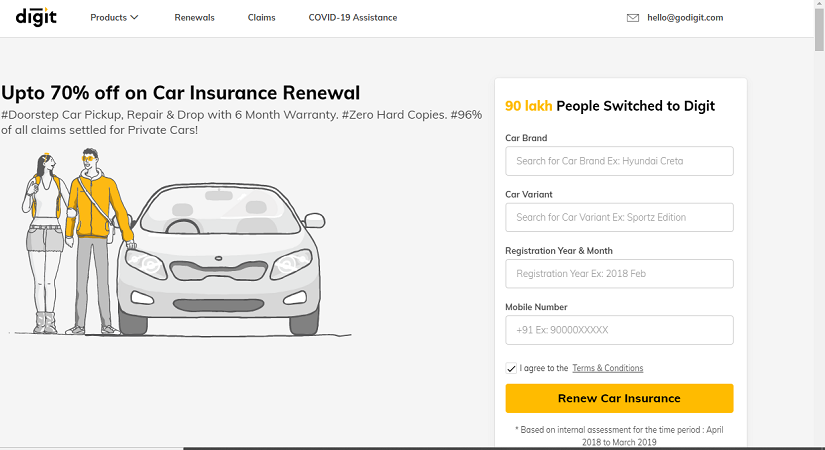 digit
Products
Renewals
Claims
COVID-19 Assistance
hello@godigit.com
Upto 70% off on Car Insurance Renewal
#Doorstep Car Pickup, Repair & Drop with 6 Month Warranty. #Zero Hard Copies. #96%
of all claims settled for Private Cars!
90 lakh People Switched to Digit
Car Brand
Search for Car Brand Ex: Hyundai Creta
Car Variant
Search for Car Variant Ex: Sportz Edition
Registration Year & Month
Registration Year Ex: 2018 Feb
Mobile Number
+91 Ex: 90000XXXXX
I agree to the Terms & Conditions
Renew Car Insurance
* Based on internal assessment for the time period : April
2018 to March 2019